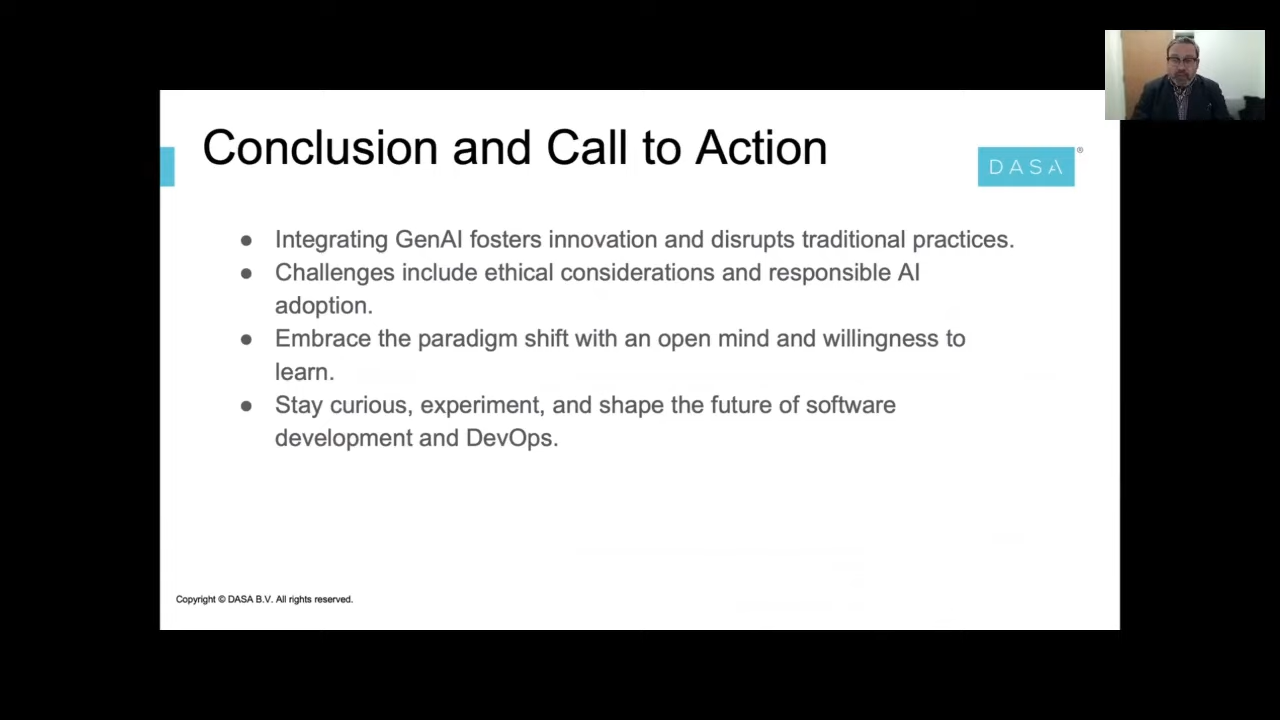 Conclusion and Call to Action
DASA®
● Integrating GenAI fosters innovation and disrupts traditional practices.
● Challenges include ethical considerations and responsible AI
adoption.
● Embrace the paradigm shift with an open mind and willingness to
learn.
● Stay curious, experiment, and shape the future of software
development and DevOps.
Copyright © DASA B.V. All rights reserved.